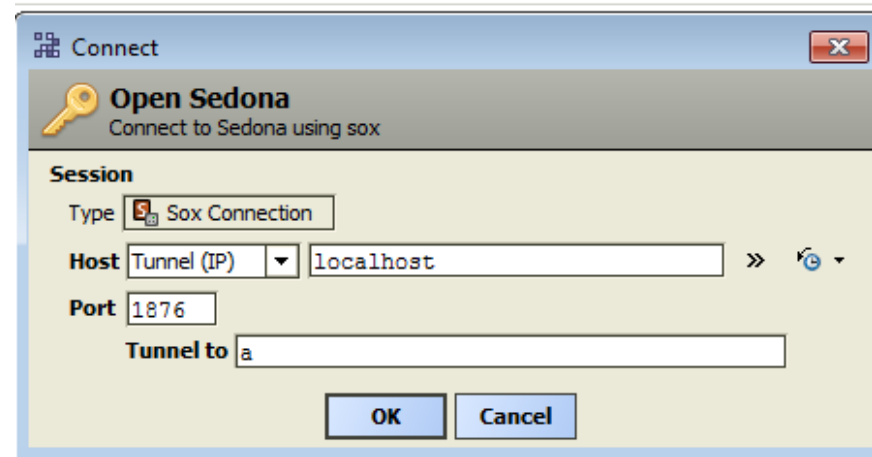 Connect
Open Sedona
Connect to Sedona using sox
Session
Type Sox Connection
Host Tunnel (IP) localhost
Port 1876
Tunnel to a
OK Cancel